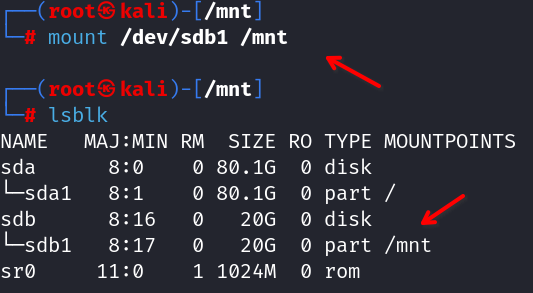 ┌──(root㉿kali)-[/mnt]
└─# mount /dev/sdb1 /mnt
┌──(root㉿kali)-[/mnt]
└─# lsblk
NAME   MAJ:MIN RM  SIZE RO TYPE MOUNTPOINTS
sda      8:0    0 80.1G  0 disk
└─sda1   8:1    0 80.1G  0 part /
sdb      8:16   0   20G  0 disk
└─sdb1   8:17   0   20G  0 part /mnt
sr0     11:0    1 1024M  0 rom